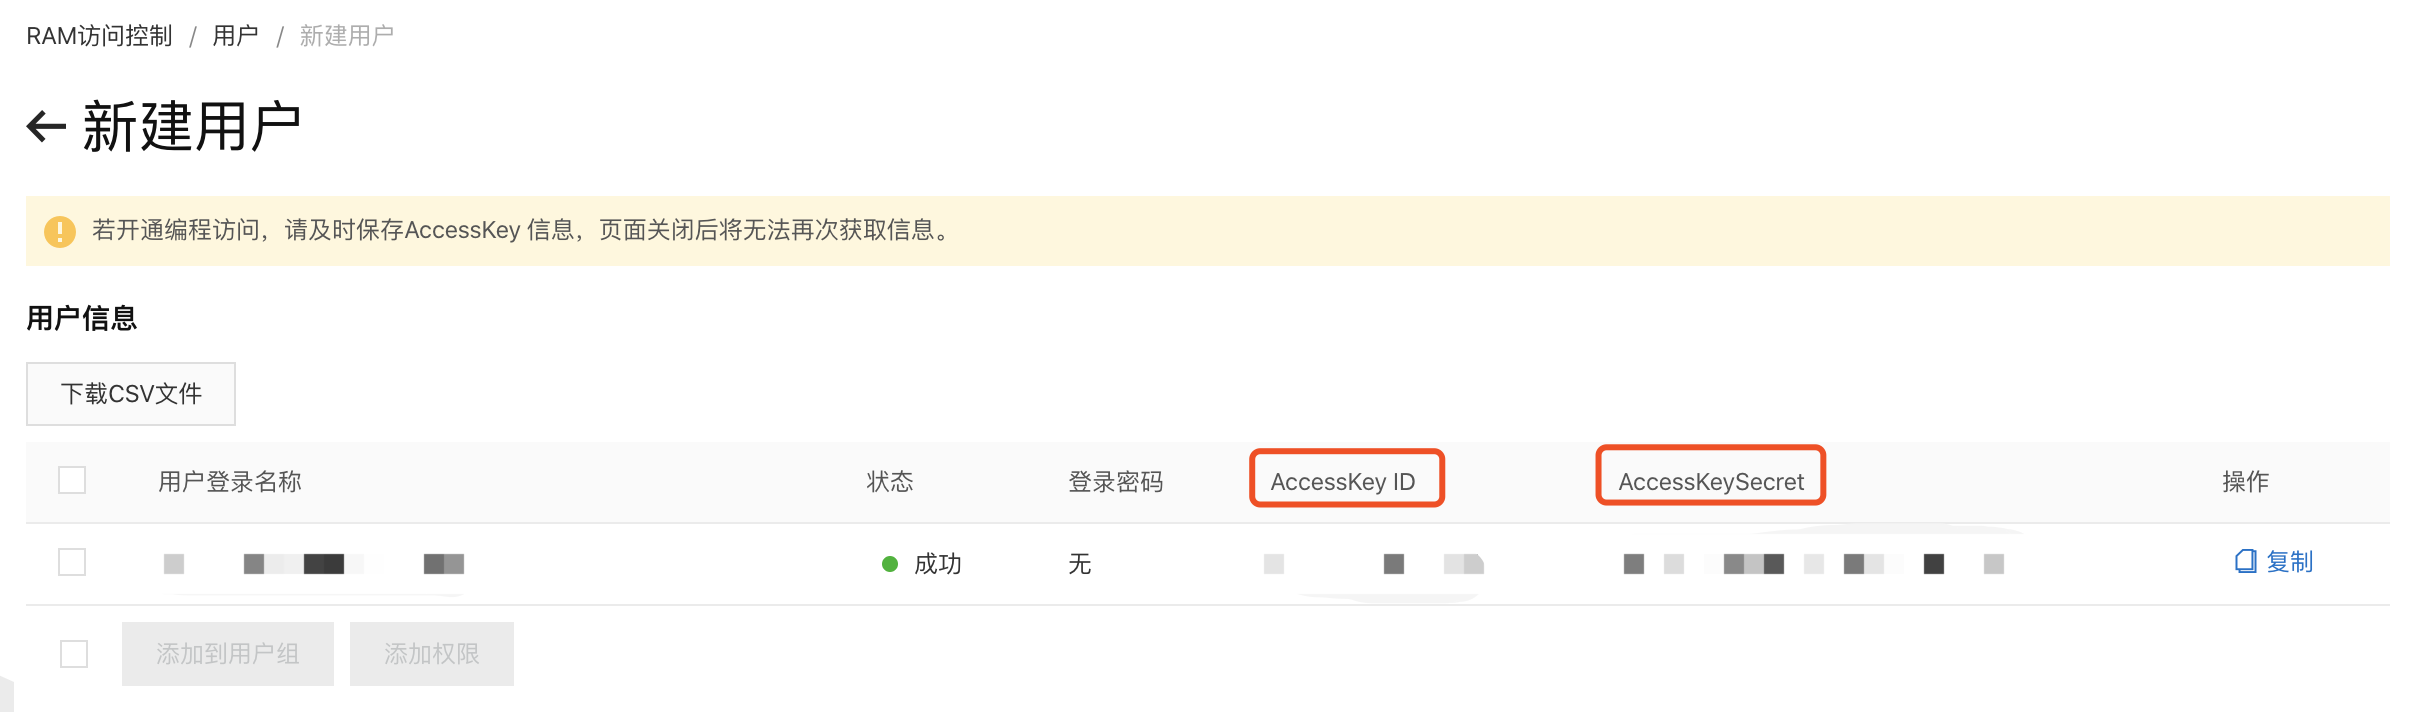 RAM访问控制 / 用户 / 新建用户
新建用户
若开通编程访问，请及时保存AccessKey 信息，页面关闭后将无法再次获取信息。
用户信息
下载CSV文件
用户登录名称 状态 登录密码 AccessKey ID AccessKeySecret 操作
成功 无 复制
添加到用户组 添加权限